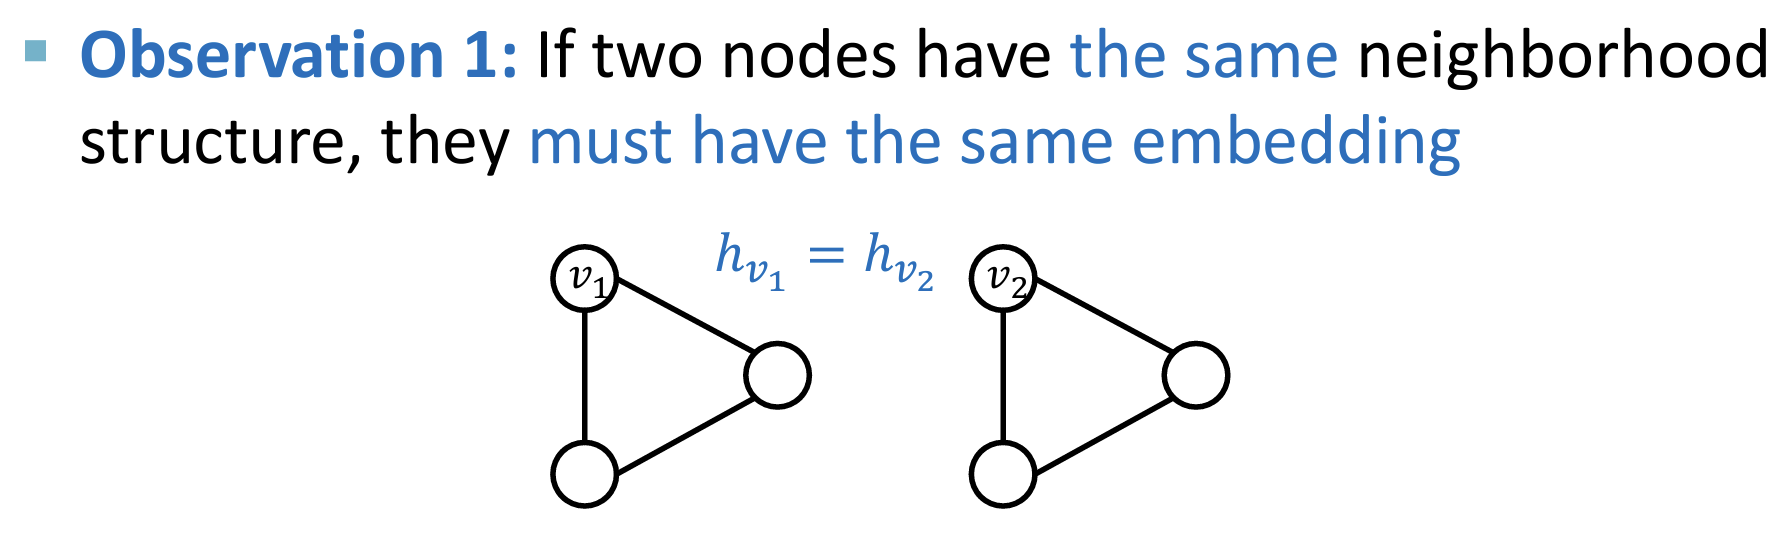 ▪ Observation 1: If two nodes have the same neighborhood
structure, they must have the same embedding
h_{v_1} = h_{v_2}
v_1
v_2